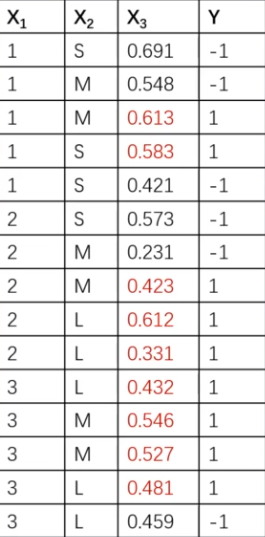 X₁ X₂ X₃ Y
1 S 0.691 -1
1 M 0.548 -1
1 M 0.613 1
1 S 0.583 1
1 S 0.421 -1
2 S 0.573 -1
2 M 0.231 -1
2 M 0.423 1
2 L 0.612 1
2 L 0.331 1
3 L 0.432 1
3 M 0.546 1
3 M 0.527 1
3 L 0.481 1
3 L 0.459 -1